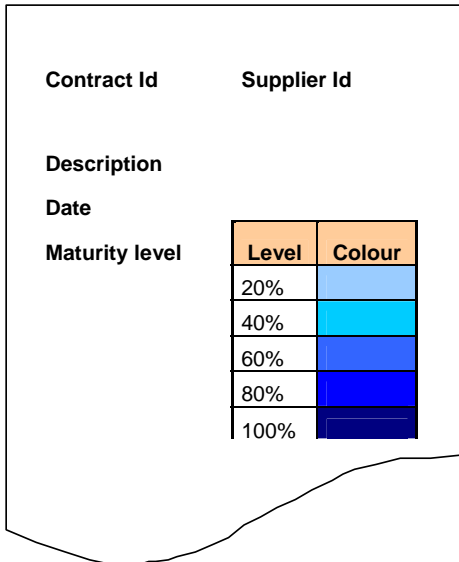 Contract Id Supplier Id
Description
Date
Maturity level Level Colour
20%
40%
60%
80%
100%